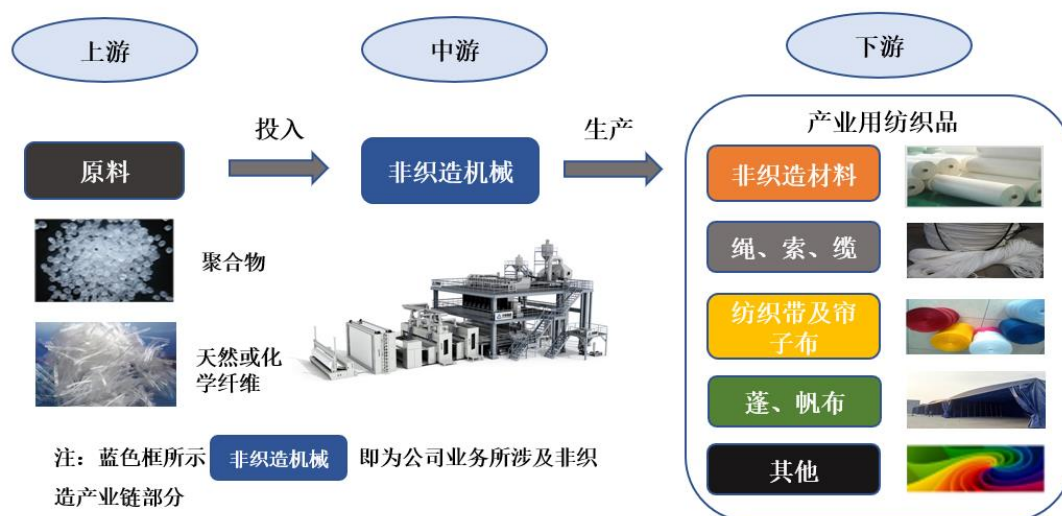 上游
中游
下游
投入
生产
产业用纺织品
原料
非织造机械
非织造材料
绳、索、缆
聚合物
纺织带及帘
子布
天然或化
学纤维
蓬、帆布
注：蓝色框所示 非织造机械 即为公司业务所涉及非织
造产业链部分
其他